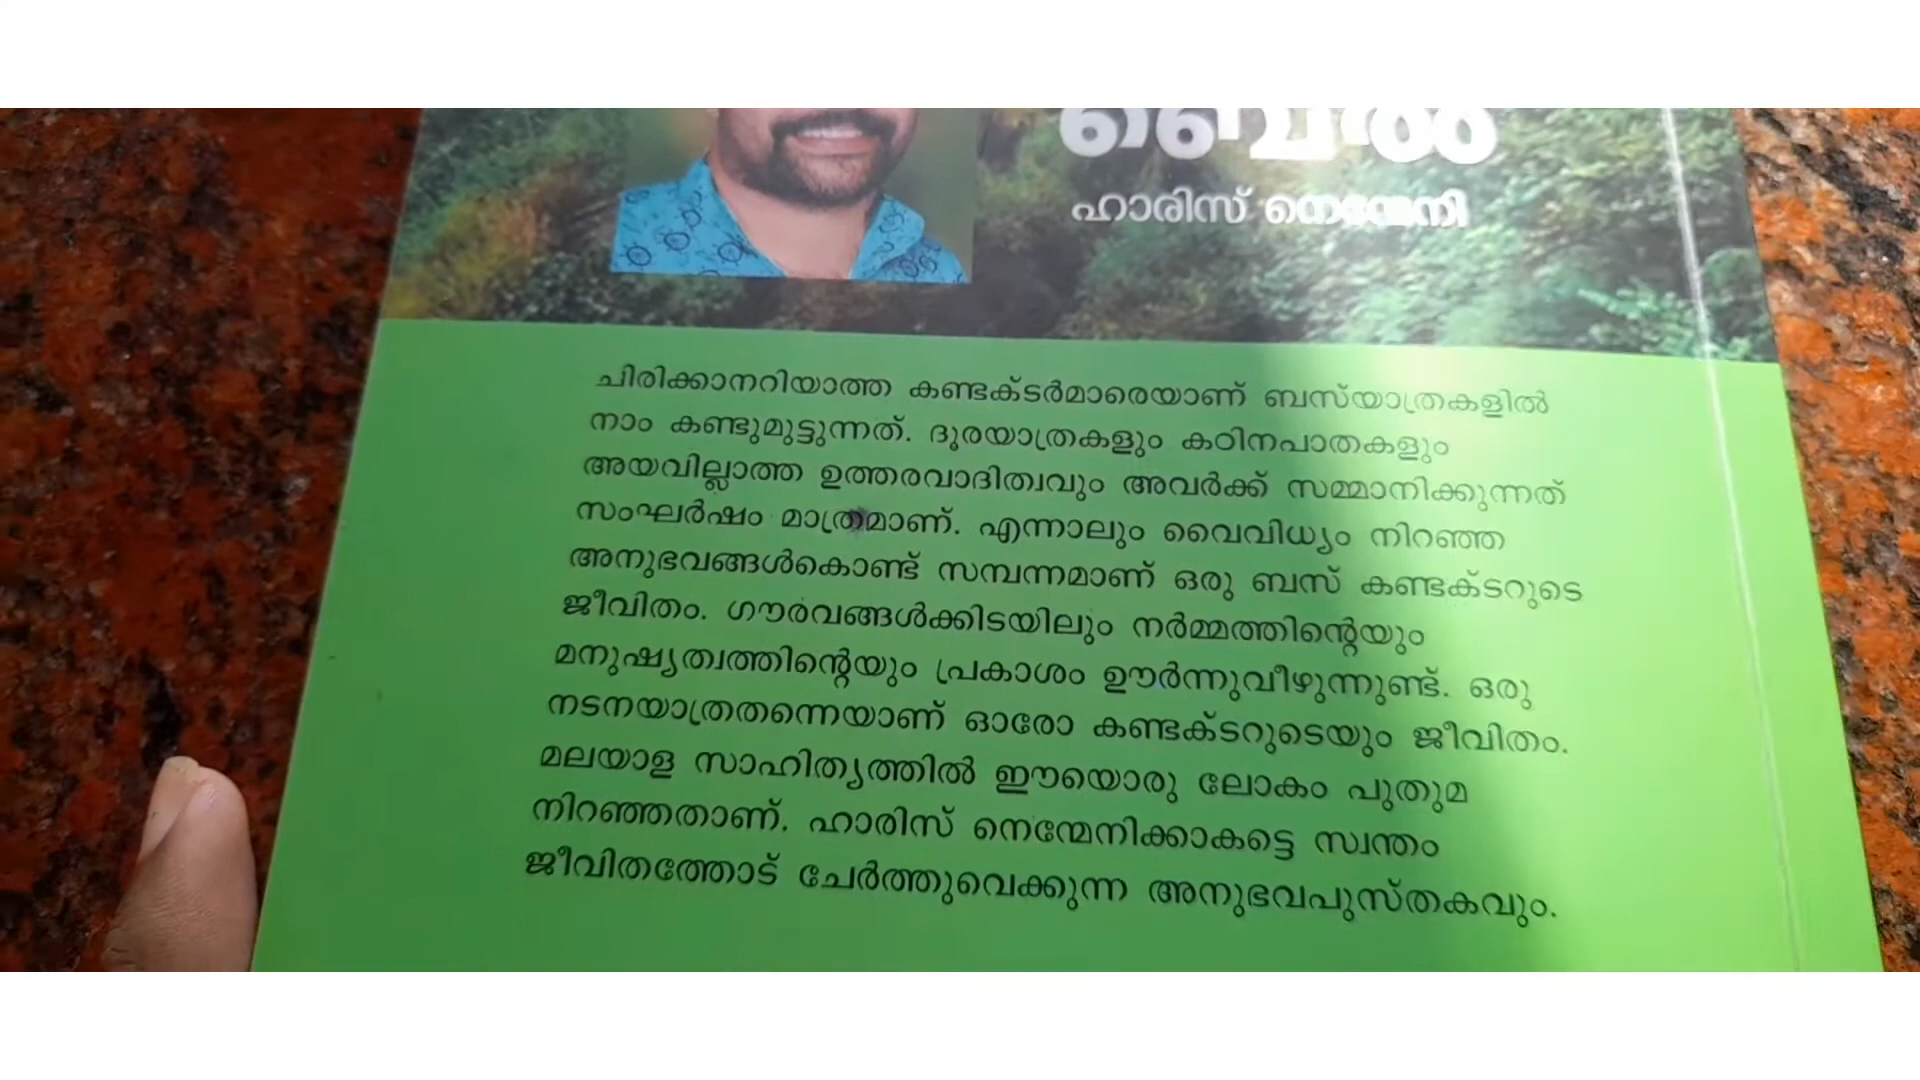 ബെൽ
ഹാരിസ് നെന്മേനി
ചിരിക്കാനറിയാത്ത കണ്ടക്ടർമാരെയാണ് ബസ്‌യാത്രകളിൽ
നാം കണ്ടുമുട്ടുന്നത്. ദൂരയാത്രകളും കഠിനപാതകളും
അയവില്ലാത്ത ഉത്തരവാദിത്വവും അവർക്ക് സമ്മാനിക്കുന്നത്
സംഘർഷം മാത്രമാണ്. എന്നാലും വൈവിധ്യം നിറഞ്ഞ
അനുഭവങ്ങൾകൊണ്ട് സമ്പന്നമാണ് ഒരു ബസ് കണ്ടക്ടറുടെ
ജീവിതം. ഗൗരവങ്ങൾക്കിടയിലും നർമ്മത്തിന്റെയും
മനുഷ്യത്വത്തിന്റെയും പ്രകാശം ഊർന്നുവീഴുന്നുണ്ട്. ഒരു
നടനയാത്രതന്നെയാണ് ഓരോ കണ്ടക്ടറുടെയും ജീവിതം.
മലയാള സാഹിത്യത്തിൽ ഈയൊരു ലോകം പുതുമ
നിറഞ്ഞതാണ്. ഹാരിസ് നെന്മേനിക്കാകട്ടെ സ്വന്തം
ജീവിതത്തോട് ചേർത്തുവെക്കുന്ന അനുഭവപുസ്തകവും.